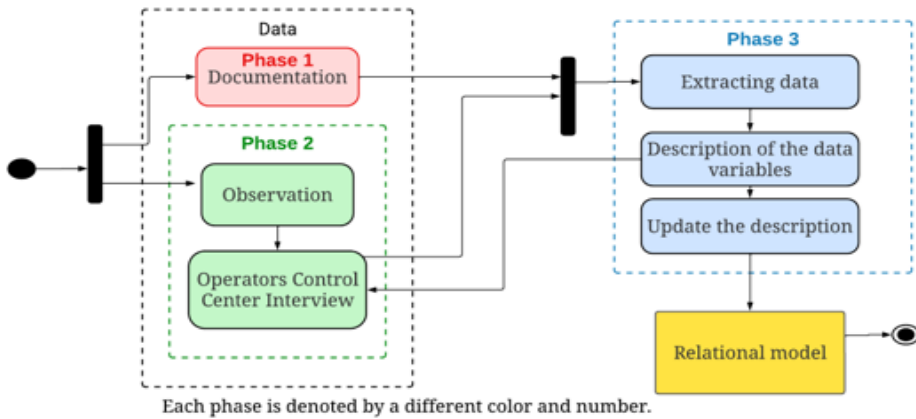 Data
Phase 1
Documentation
Phase 2
Observation
Operators Control
Center Interview
Phase 3
Extracting data
Description of the data
variables
Update the description
Relational model
Each phase is denoted by a different color and number.